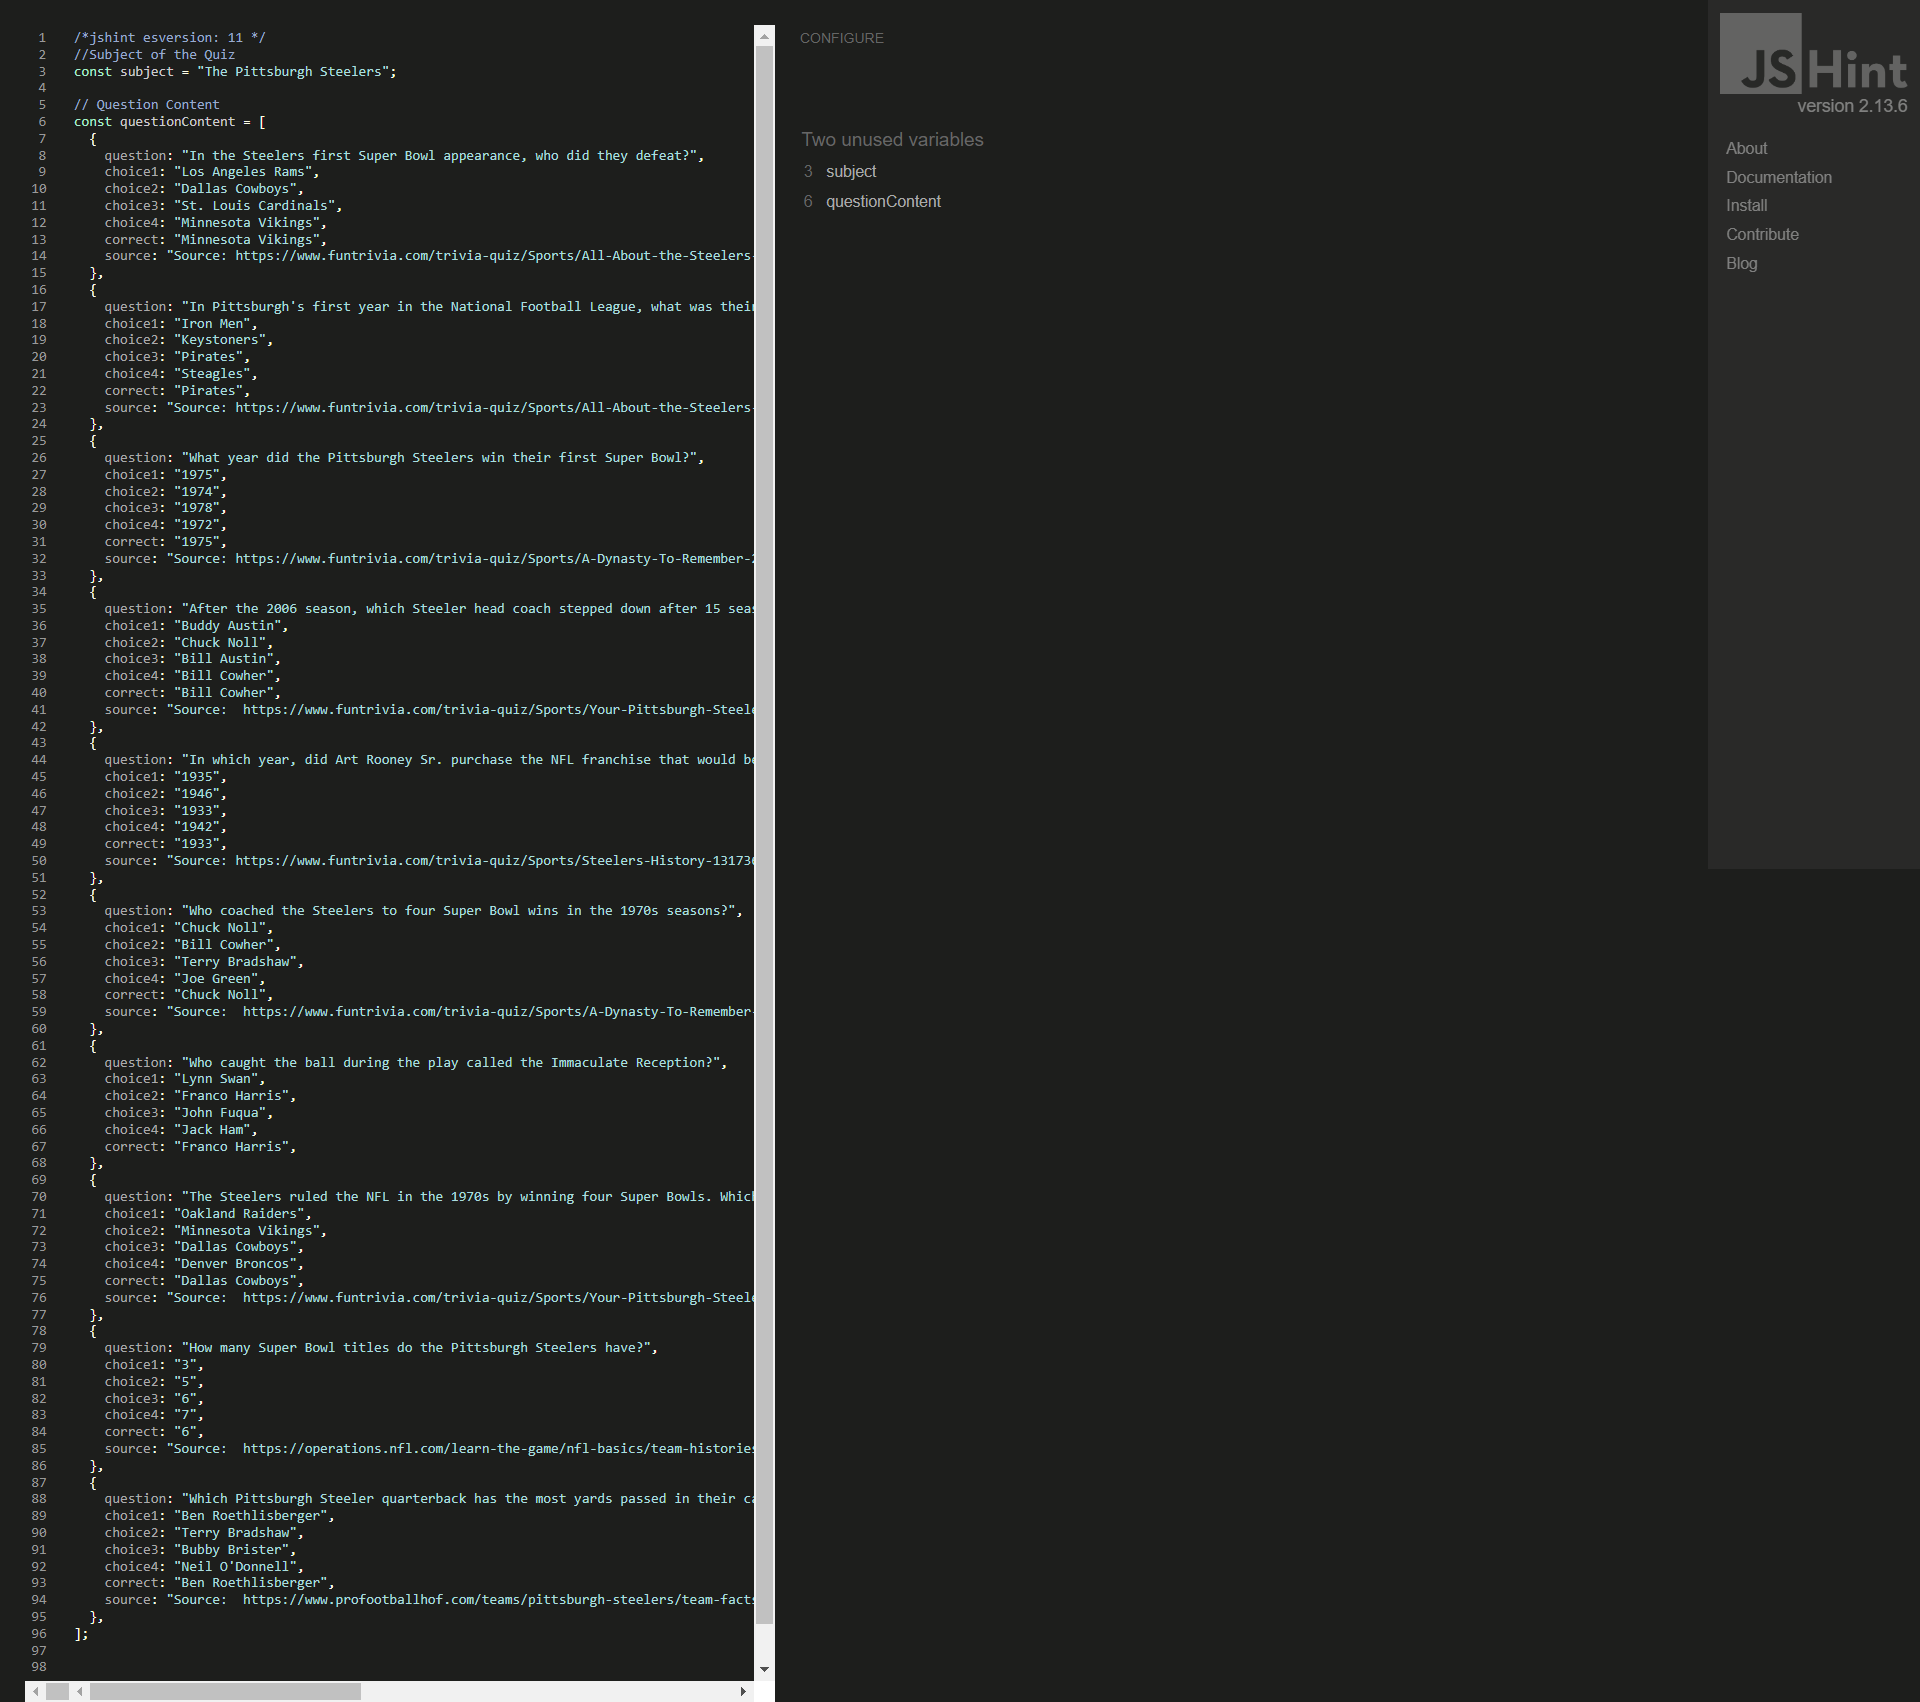 1 /*jshint esversion: 11 */
2 //Subject of the Quiz
3 const subject = "The Pittsburgh Steelers";
4
5 // Question Content
6 const questionContent = [
7 {
8 question: "In the Steelers first Super Bowl appearance, who did they defeat?",
9 choice1: "Los Angeles Rams",
10 choice2: "Dallas Cowboys",
11 choice3: "St. Louis Cardinals",
12 choice4: "Minnesota Vikings",
13 correct: "Minnesota Vikings",
14 source: "Source: https://www.funtrivia.com/trivia-quiz/Sports/All-About-the-Steelers-
15 },
16 {
17 question: "In Pittsburgh's first year in the National Football League, what was their
18 choice1: "Iron Men",
19 choice2: "Keystoners",
20 choice3: "Pirates",
21 choice4: "Steagles",
22 correct: "Pirates",
23 source: "Source: https://www.funtrivia.com/trivia-quiz/Sports/All-About-the-Steelers-
24 },
25 {
26 question: "What year did the Pittsburgh Steelers win their first Super Bowl?",
27 choice1: "1975",
28 choice2: "1974",
29 choice3: "1978",
30 choice4: "1972",
31 correct: "1975",
32 source: "Source: https://www.funtrivia.com/trivia-quiz/Sports/A-Dynasty-To-Remember-2
33 },
34 {
35 question: "After the 2006 season, which Steeler head coach stepped down after 15 seas
36 choice1: "Buddy Austin",
37 choice2: "Chuck Noll",
38 choice3: "Bill Austin",
39 choice4: "Bill Cowher",
40 correct: "Bill Cowher",
41 source: "Source:  https://www.funtrivia.com/trivia-quiz/Sports/Your-Pittsburgh-Steele
42 },
43 {
44 question: "In which year, did Art Rooney Sr. purchase the NFL franchise that would be
45 choice1: "1935",
46 choice2: "1946",
47 choice3: "1933",
48 choice4: "1942",
49 correct: "1933",
50 source: "Source: https://www.funtrivia.com/trivia-quiz/Sports/Steelers-History-131736
51 },
52 {
53 question: "Who coached the Steelers to four Super Bowl wins in the 1970s seasons?",
54 choice1: "Chuck Noll",
55 choice2: "Bill Cowher",
56 choice3: "Terry Bradshaw",
57 choice4: "Joe Green",
58 correct: "Chuck Noll",
59 source: "Source:  https://www.funtrivia.com/trivia-quiz/Sports/A-Dynasty-To-Remember-
60 },
61 {
62 question: "Who caught the ball during the play called the Immaculate Reception?",
63 choice1: "Lynn Swan",
64 choice2: "Franco Harris",
65 choice3: "John Fuqua",
66 choice4: "Jack Ham",
67 correct: "Franco Harris",
68 },
69 {
70 question: "The Steelers ruled the NFL in the 1970s by winning four Super Bowls. Which
71 choice1: "Oakland Raiders",
72 choice2: "Minnesota Vikings",
73 choice3: "Dallas Cowboys",
74 choice4: "Denver Broncos",
75 correct: "Dallas Cowboys",
76 source: "Source:  https://www.funtrivia.com/trivia-quiz/Sports/Your-Pittsburgh-Steele
77 },
78 {
79 question: "How many Super Bowl titles do the Pittsburgh Steelers have?",
80 choice1: "3",
81 choice2: "5",
82 choice3: "6",
83 choice4: "7",
84 correct: "6",
85 source: "Source:  https://operations.nfl.com/learn-the-game/nfl-basics/team-histories
86 },
87 {
88 question: "Which Pittsburgh Steeler quarterback has the most yards passed in their ca
89 choice1: "Ben Roethlisberger",
90 choice2: "Terry Bradshaw",
91 choice3: "Bubby Brister",
92 choice4: "Neil O'Donnell",
93 correct: "Ben Roethlisberger",
94 source: "Source:  https://www.profootballhof.com/teams/pittsburgh-steelers/team-facts
95 },
96 ];
97
98
CONFIGURE
Two unused variables
3 subject
6 questionContent
JSHint
version 2.13.6
About
Documentation
Install
Contribute
Blog